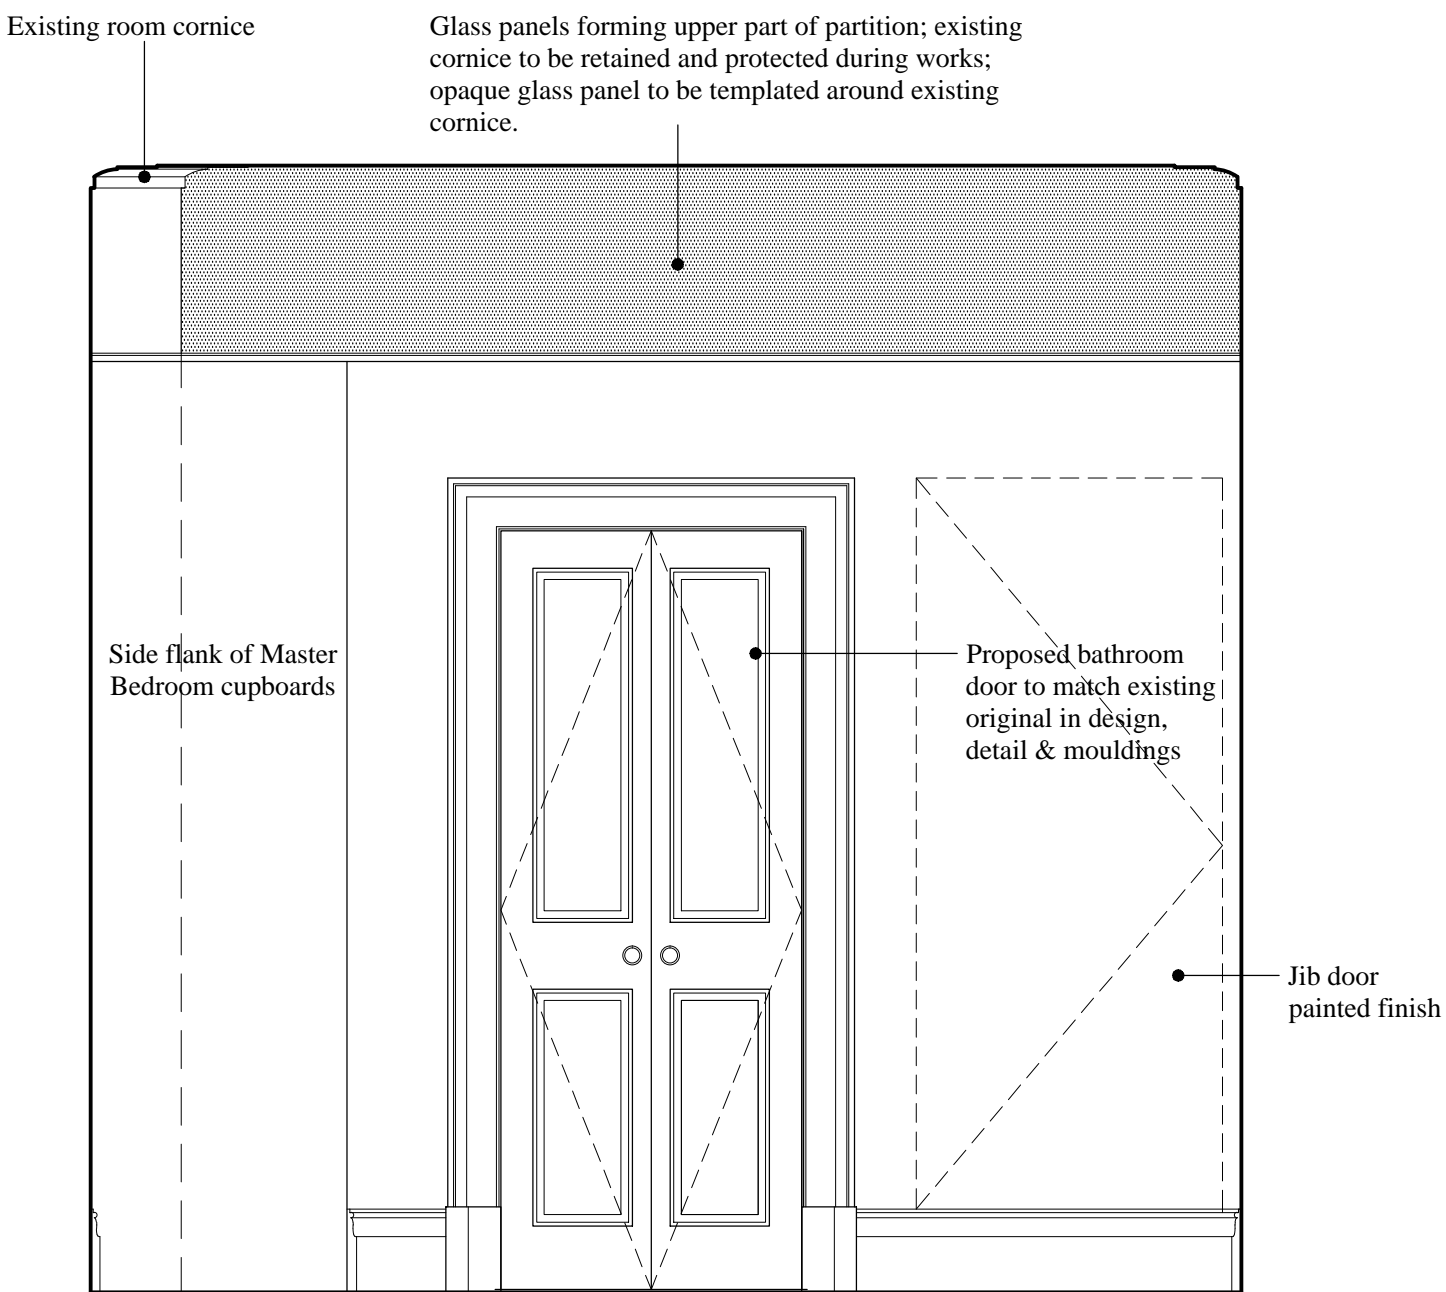 Existing room cornice
Glass panels forming upper part of partition; existing
cornice to be retained and protected during works;
opaque glass panel to be templated around existing
cornice.
Side flank of Master
Bedroom cupboards
Proposed bathroom
door to match existing
original in design,
detail & mouldings
Jib door
painted finish